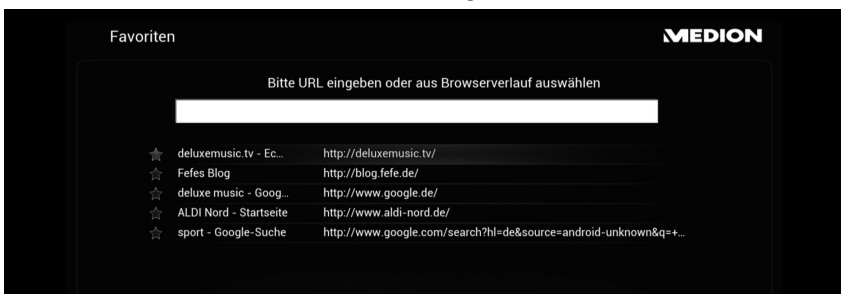 Favoriten MEDION
Bitte URL eingeben oder aus Browserverlauf auswählen
deluxemusic.tv - Ec... http://deluxemusic.tv/
Fefes Blog http://blog.fefe.de/
deluxe music - Goog... http://www.google.de/
ALDI Nord - Startseite http://www.aldi-nord.de/
sport - Google-Suche http://www.google.com/search?hl=de&source=android-unknown&q=+...